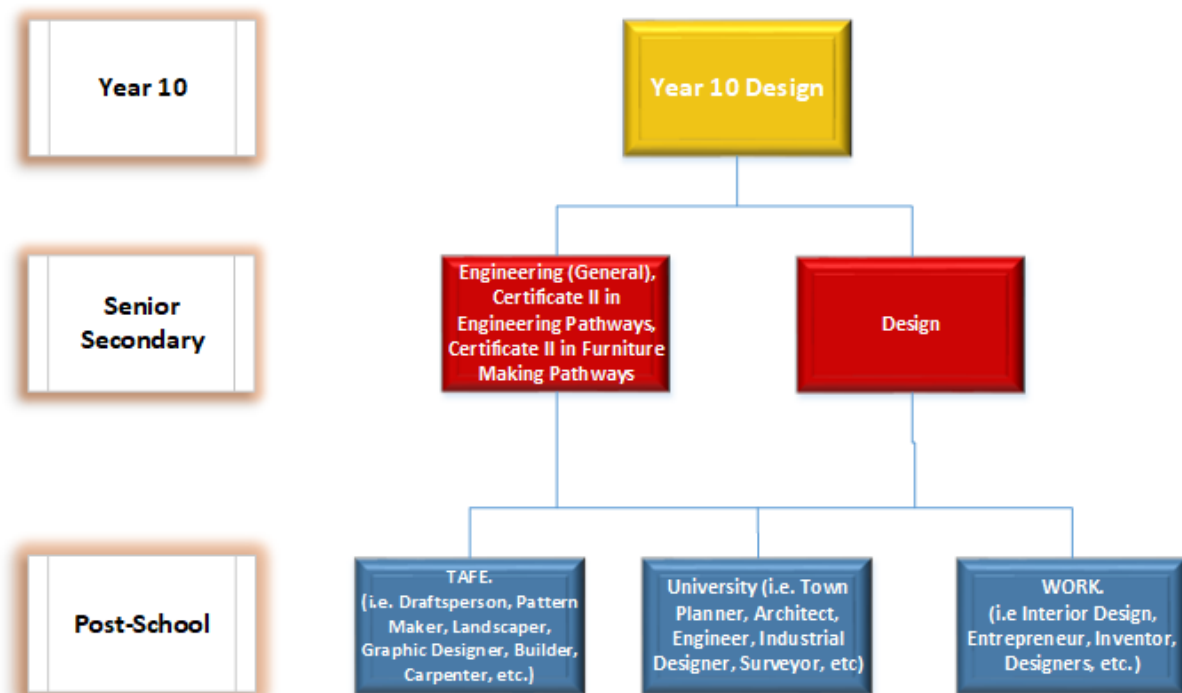 Year 10
Year 10 Design
Senior
Secondary
Engineering (General),
Certificate II in
Engineering Pathways,
Certificate II in Furniture
Making Pathways
Design
Post-School
TAFE.
(i.e. Draftsperson, Pattern
Maker, Landscaper,
Graphic Designer, Builder,
Carpenter, etc.)
University (i.e. Town
Planner, Architect,
Engineer, Industrial
Designer, Surveyor, etc)
WORK.
(i.e Interior Design,
Entrepreneur, Inventor,
Designers, etc.)